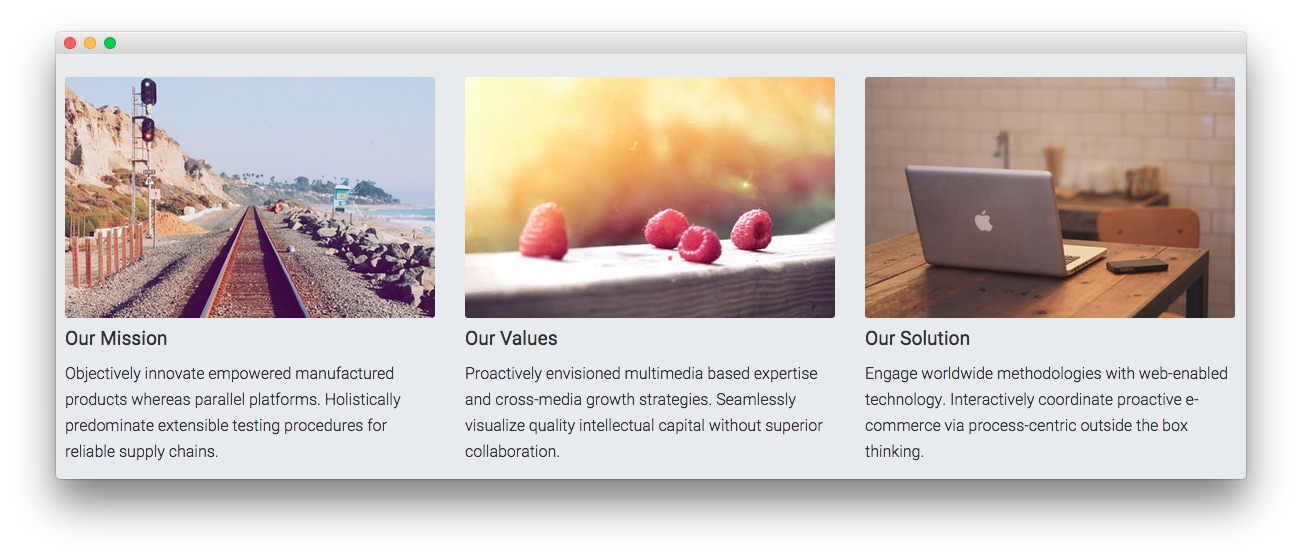 Our Mission
Objectively innovate empowered manufactured
products whereas parallel platforms. Holistically
predominate extensible testing procedures for
reliable supply chains.
Our Values
Proactively envisioned multimedia based expertise
and cross-media growth strategies. Seamlessly
visualize quality intellectual capital without superior
collaboration.
Our Solution
Engage worldwide methodologies with web-enabled
technology. Interactively coordinate proactive e-
commerce via process-centric outside the box
thinking.